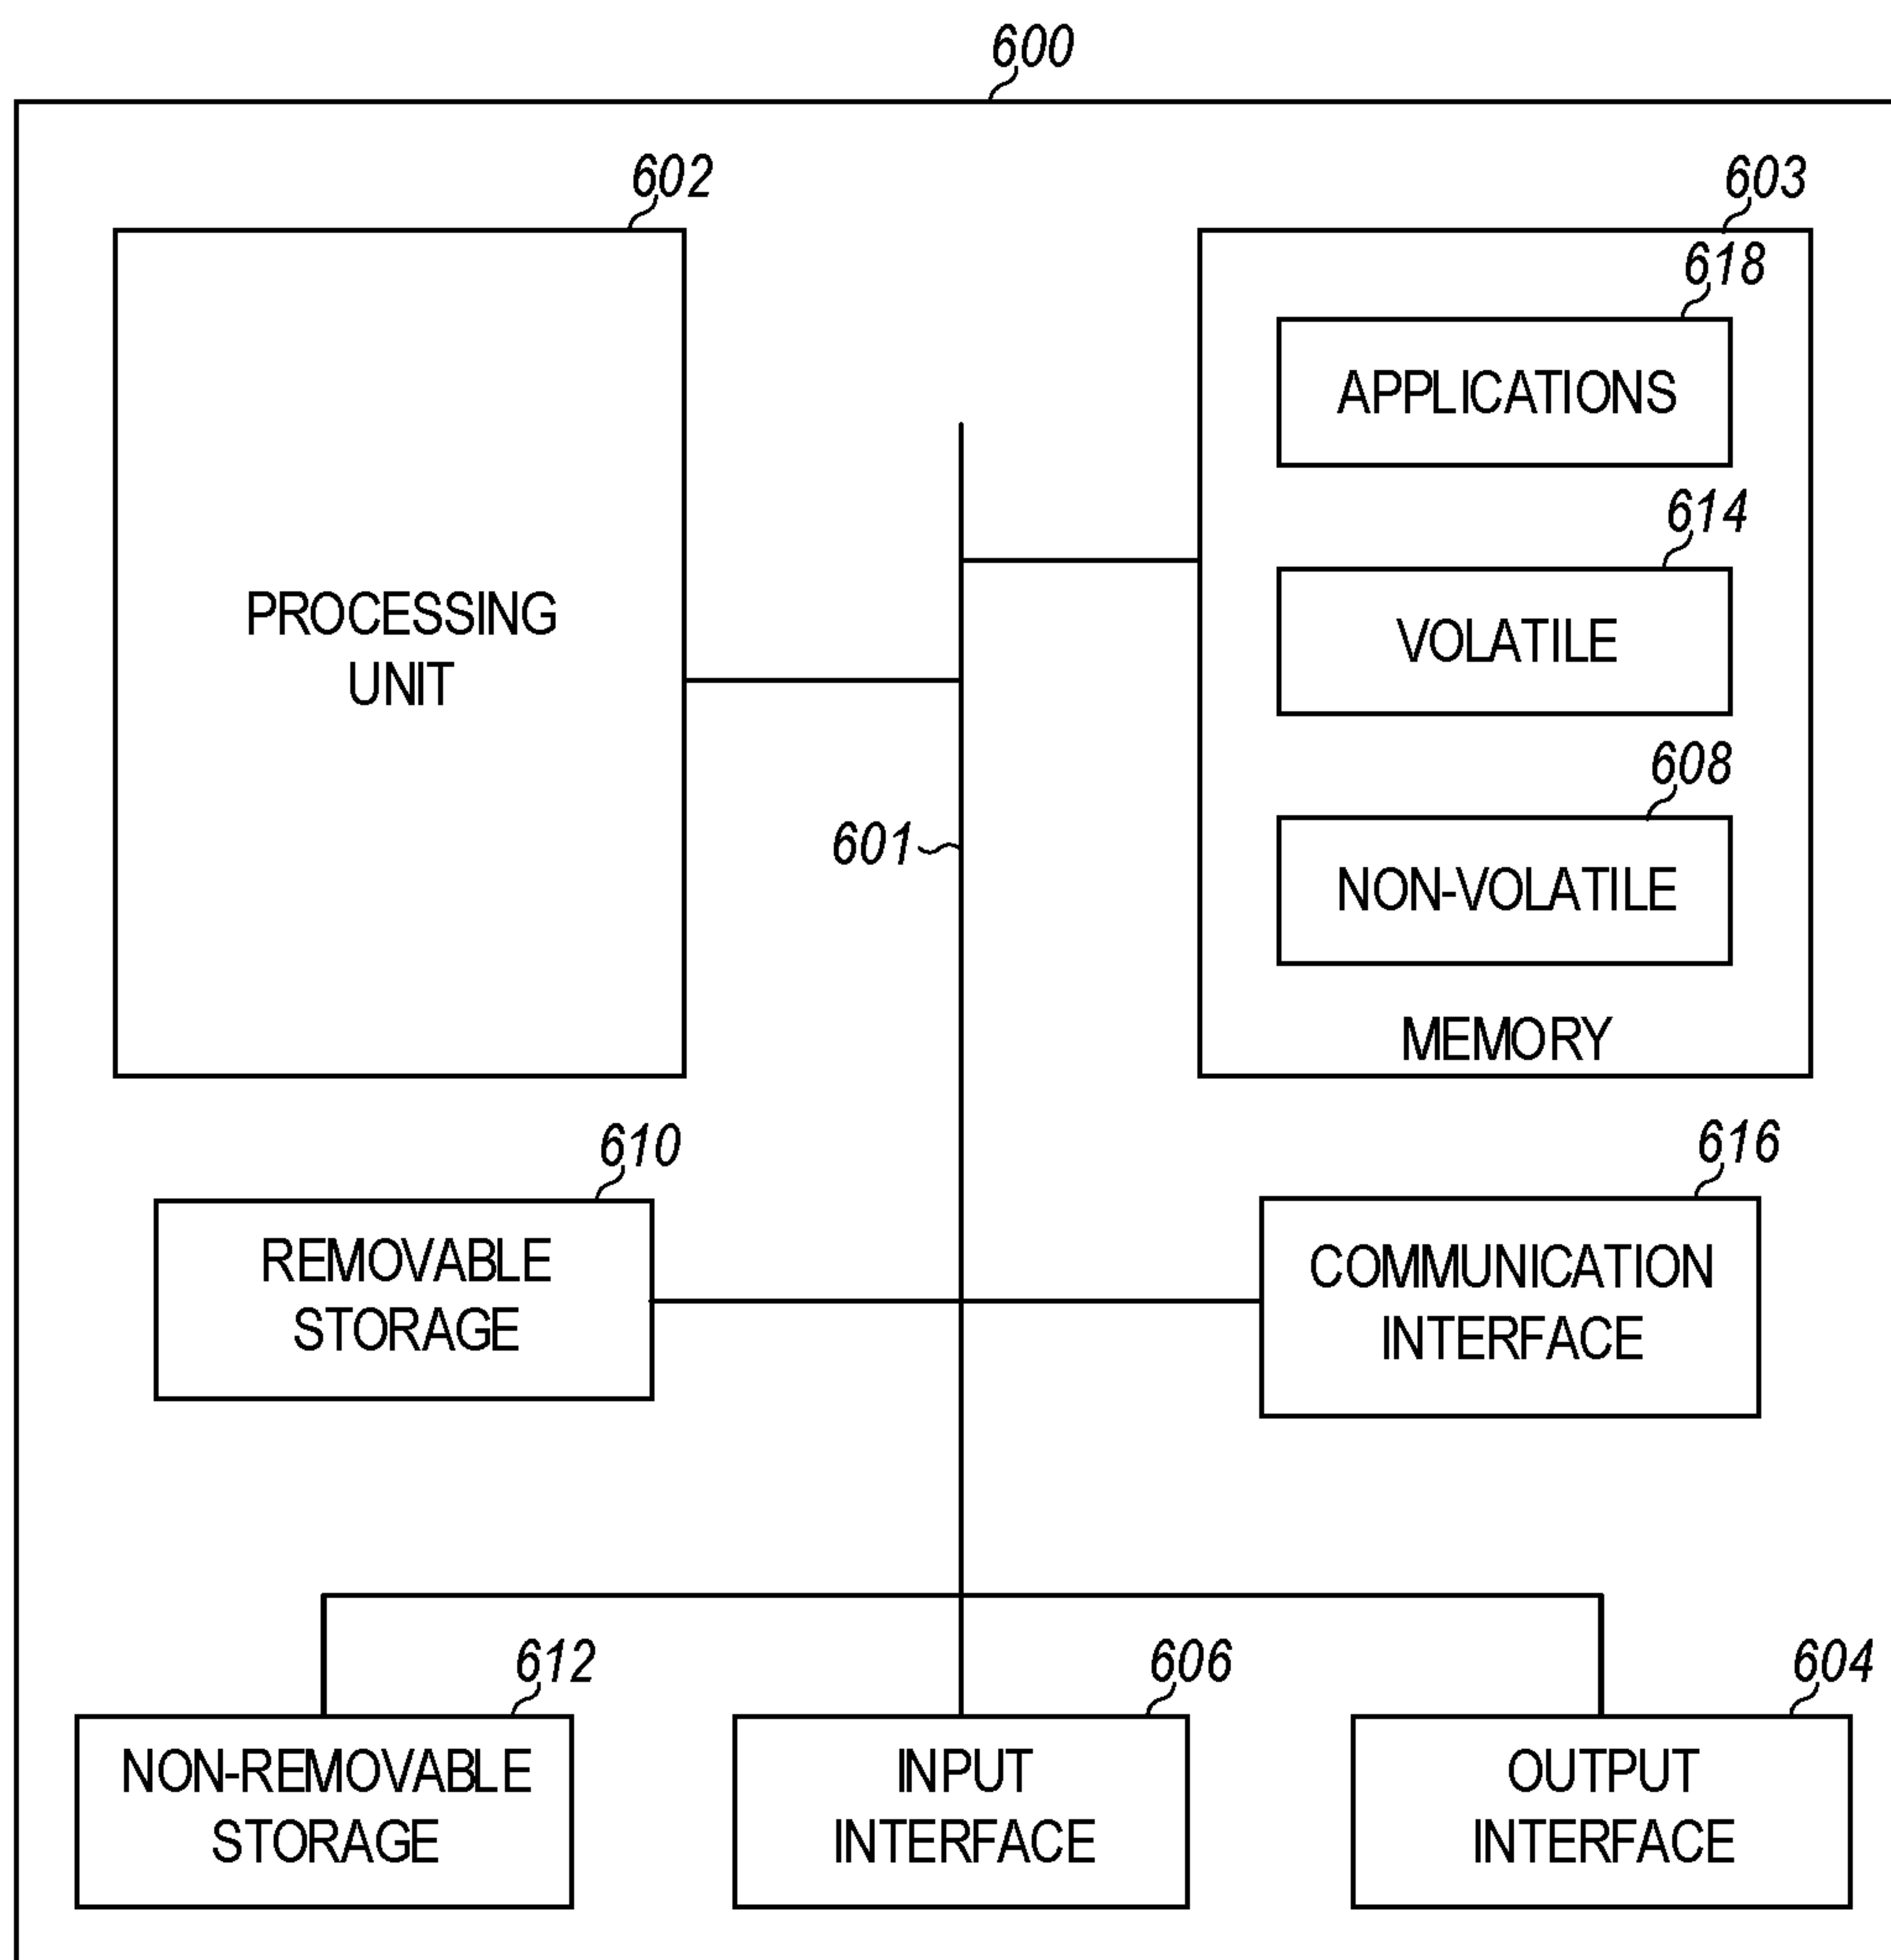 600
602
603
618
APPLICATIONS
614
PROCESSING
UNIT
VOLATILE
608
601
NON-VOLATILE
MEMORY
610
616
REMOVABLE
STORAGE
COMMUNICATION
INTERFACE
612
606
604
NON-REMOVABLE
STORAGE
INPUT
INTERFACE
OUTPUT
INTERFACE